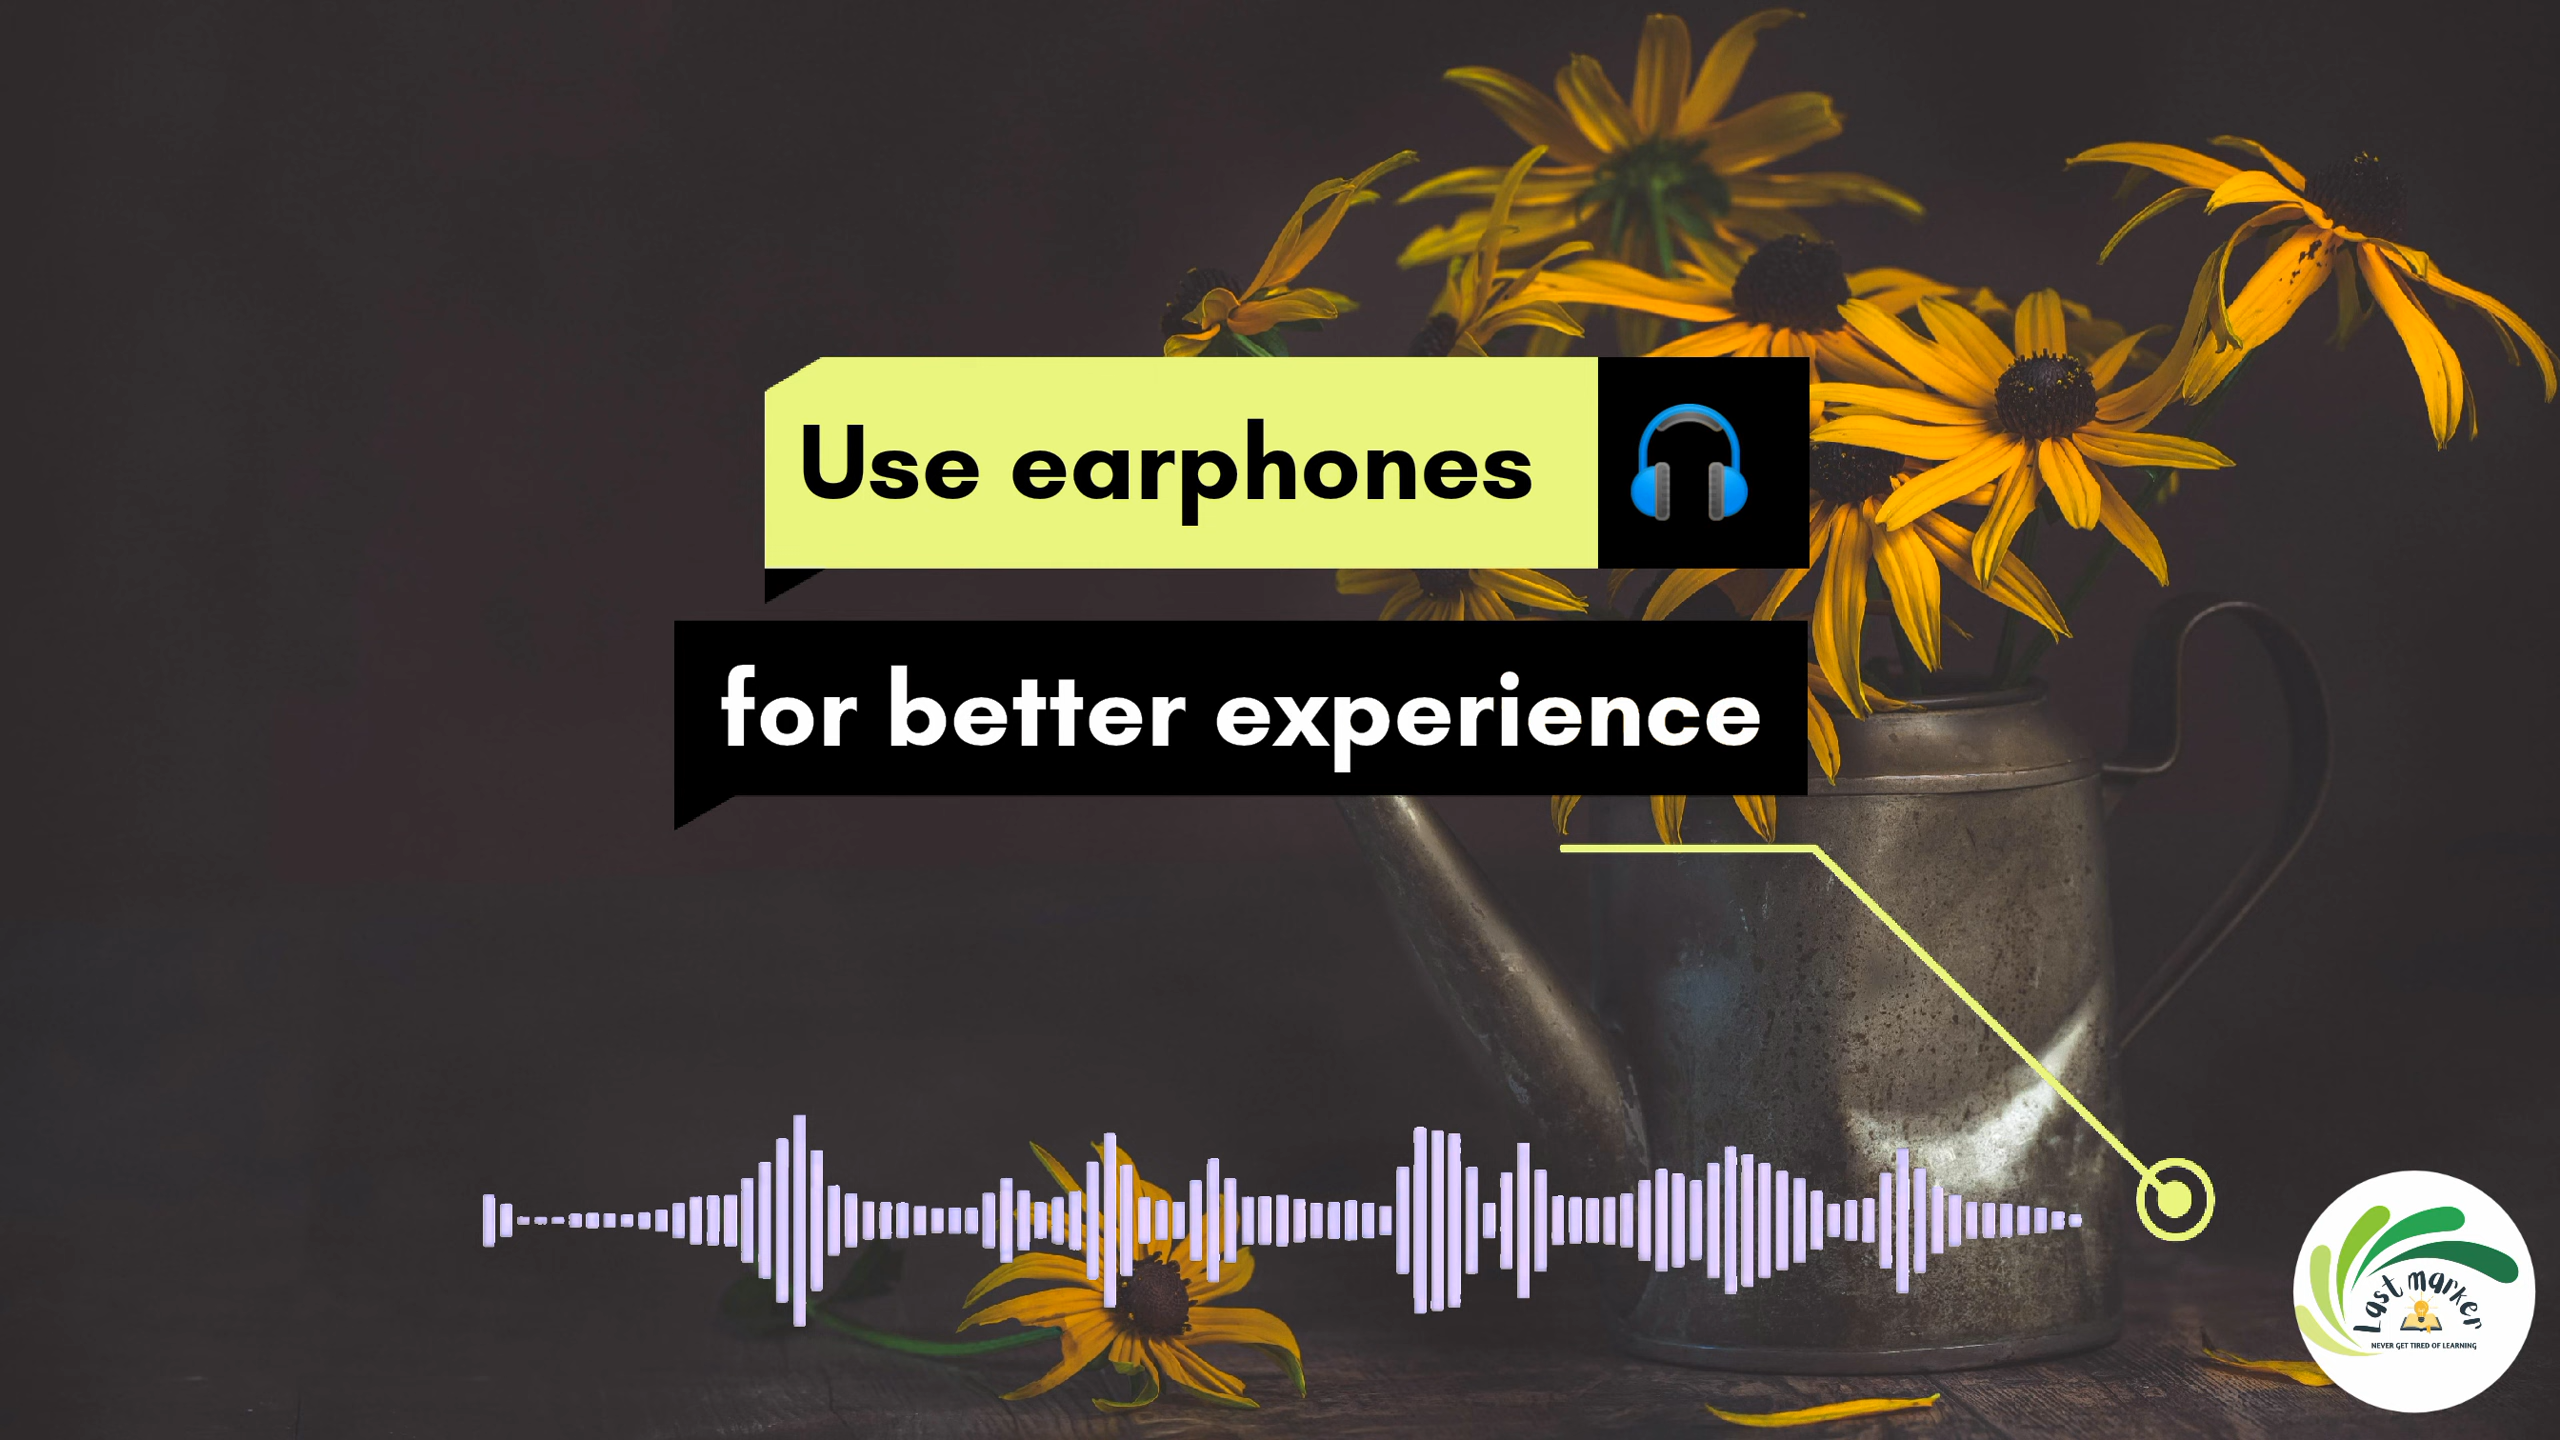 Use earphones
for better experience
Last marker
NEVER GET TIRED OF LEARNING